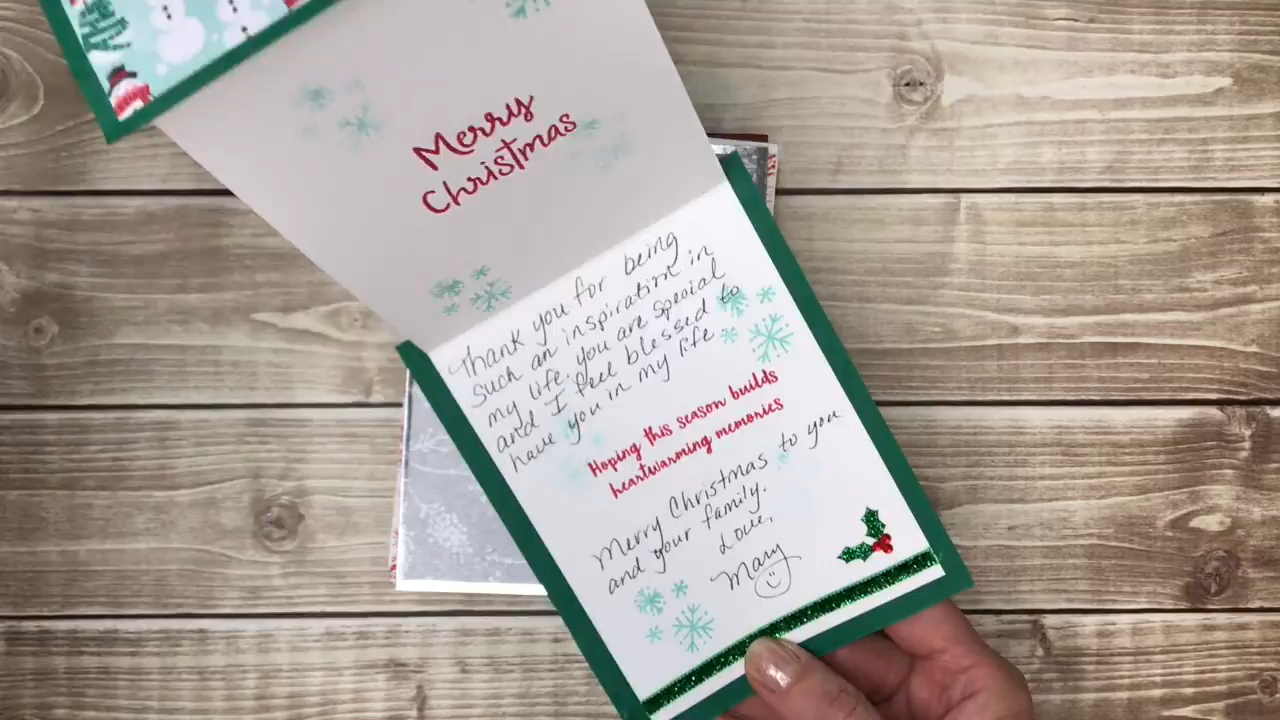 Merry
Christmas
Thank you for being
such an inspiration in
my life. you are special
and I feel blessed to
have you in my life.
Hoping this season builds
heartwarming memories
Merry Christmas to you
and your family.
Love,
Mary